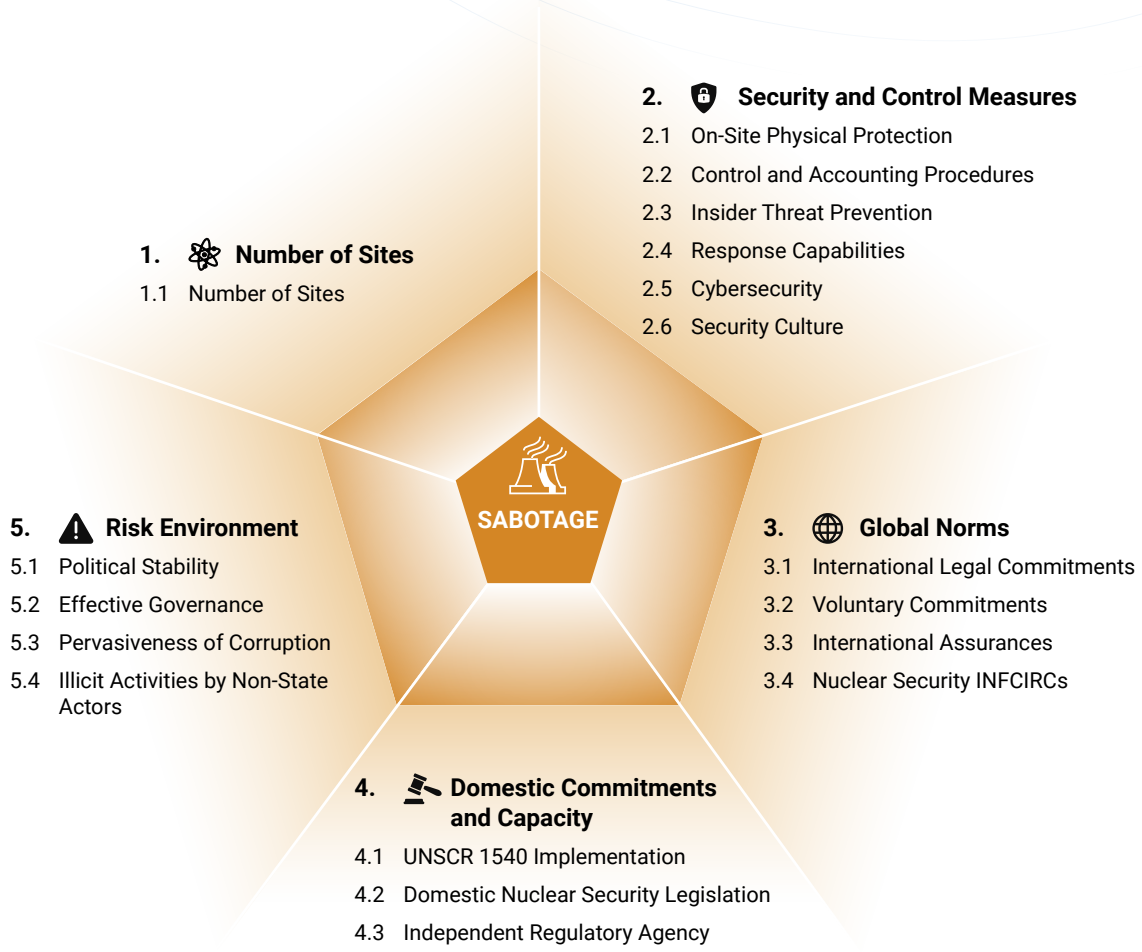 1. Number of Sites
1.1 Number of Sites
2. Security and Control Measures
2.1 On-Site Physical Protection
2.2 Control and Accounting Procedures
2.3 Insider Threat Prevention
2.4 Response Capabilities
2.5 Cybersecurity
2.6 Security Culture
SABOTAGE
3. Global Norms
3.1 International Legal Commitments
3.2 Voluntary Commitments
3.3 International Assurances
3.4 Nuclear Security INFCIRCs
4. Domestic Commitments
and Capacity
4.1 UNSCR 1540 Implementation
4.2 Domestic Nuclear Security Legislation
4.3 Independent Regulatory Agency
5. Risk Environment
5.1 Political Stability
5.2 Effective Governance
5.3 Pervasiveness of Corruption
5.4 Illicit Activities by Non-State
Actors